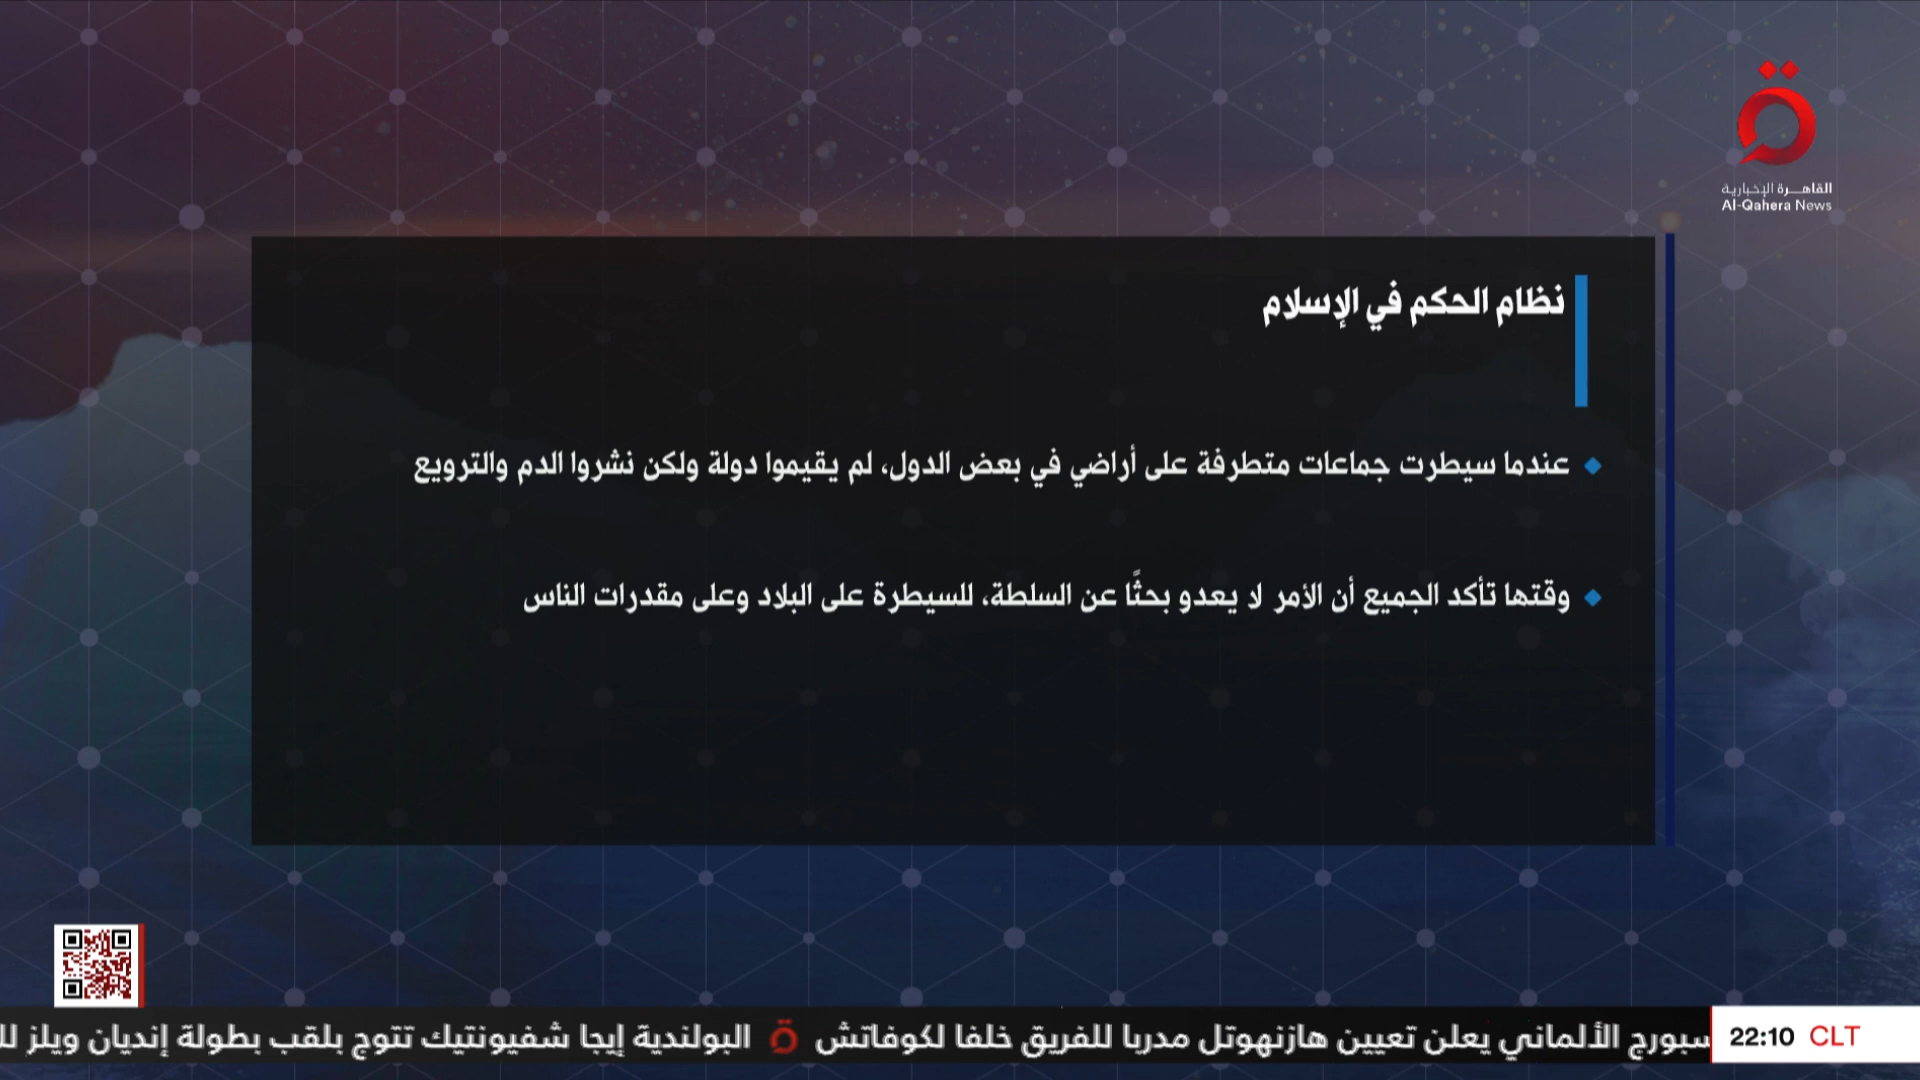 القاهرة الإخبارية
Al-Qahera News
نظام الحكم في الإسلام
عندما سيطرت جماعات متطرفة على أراضي في بعض الدول، لم يقيموا دولة ولكن نشروا الدم والترويع
وقتها تأكد الجميع أن الأمر لا يعدو بحثًا عن السلطة، للسيطرة على البلاد وعلى مقدرات الناس
الألماني يعلن تعيين هازنهوتل مدربا للفريق خلفا لكوفاتش البولندية إيجا شفيونتيك تتوج بلقب بطولة إنديان ويلز
22:10 CLT